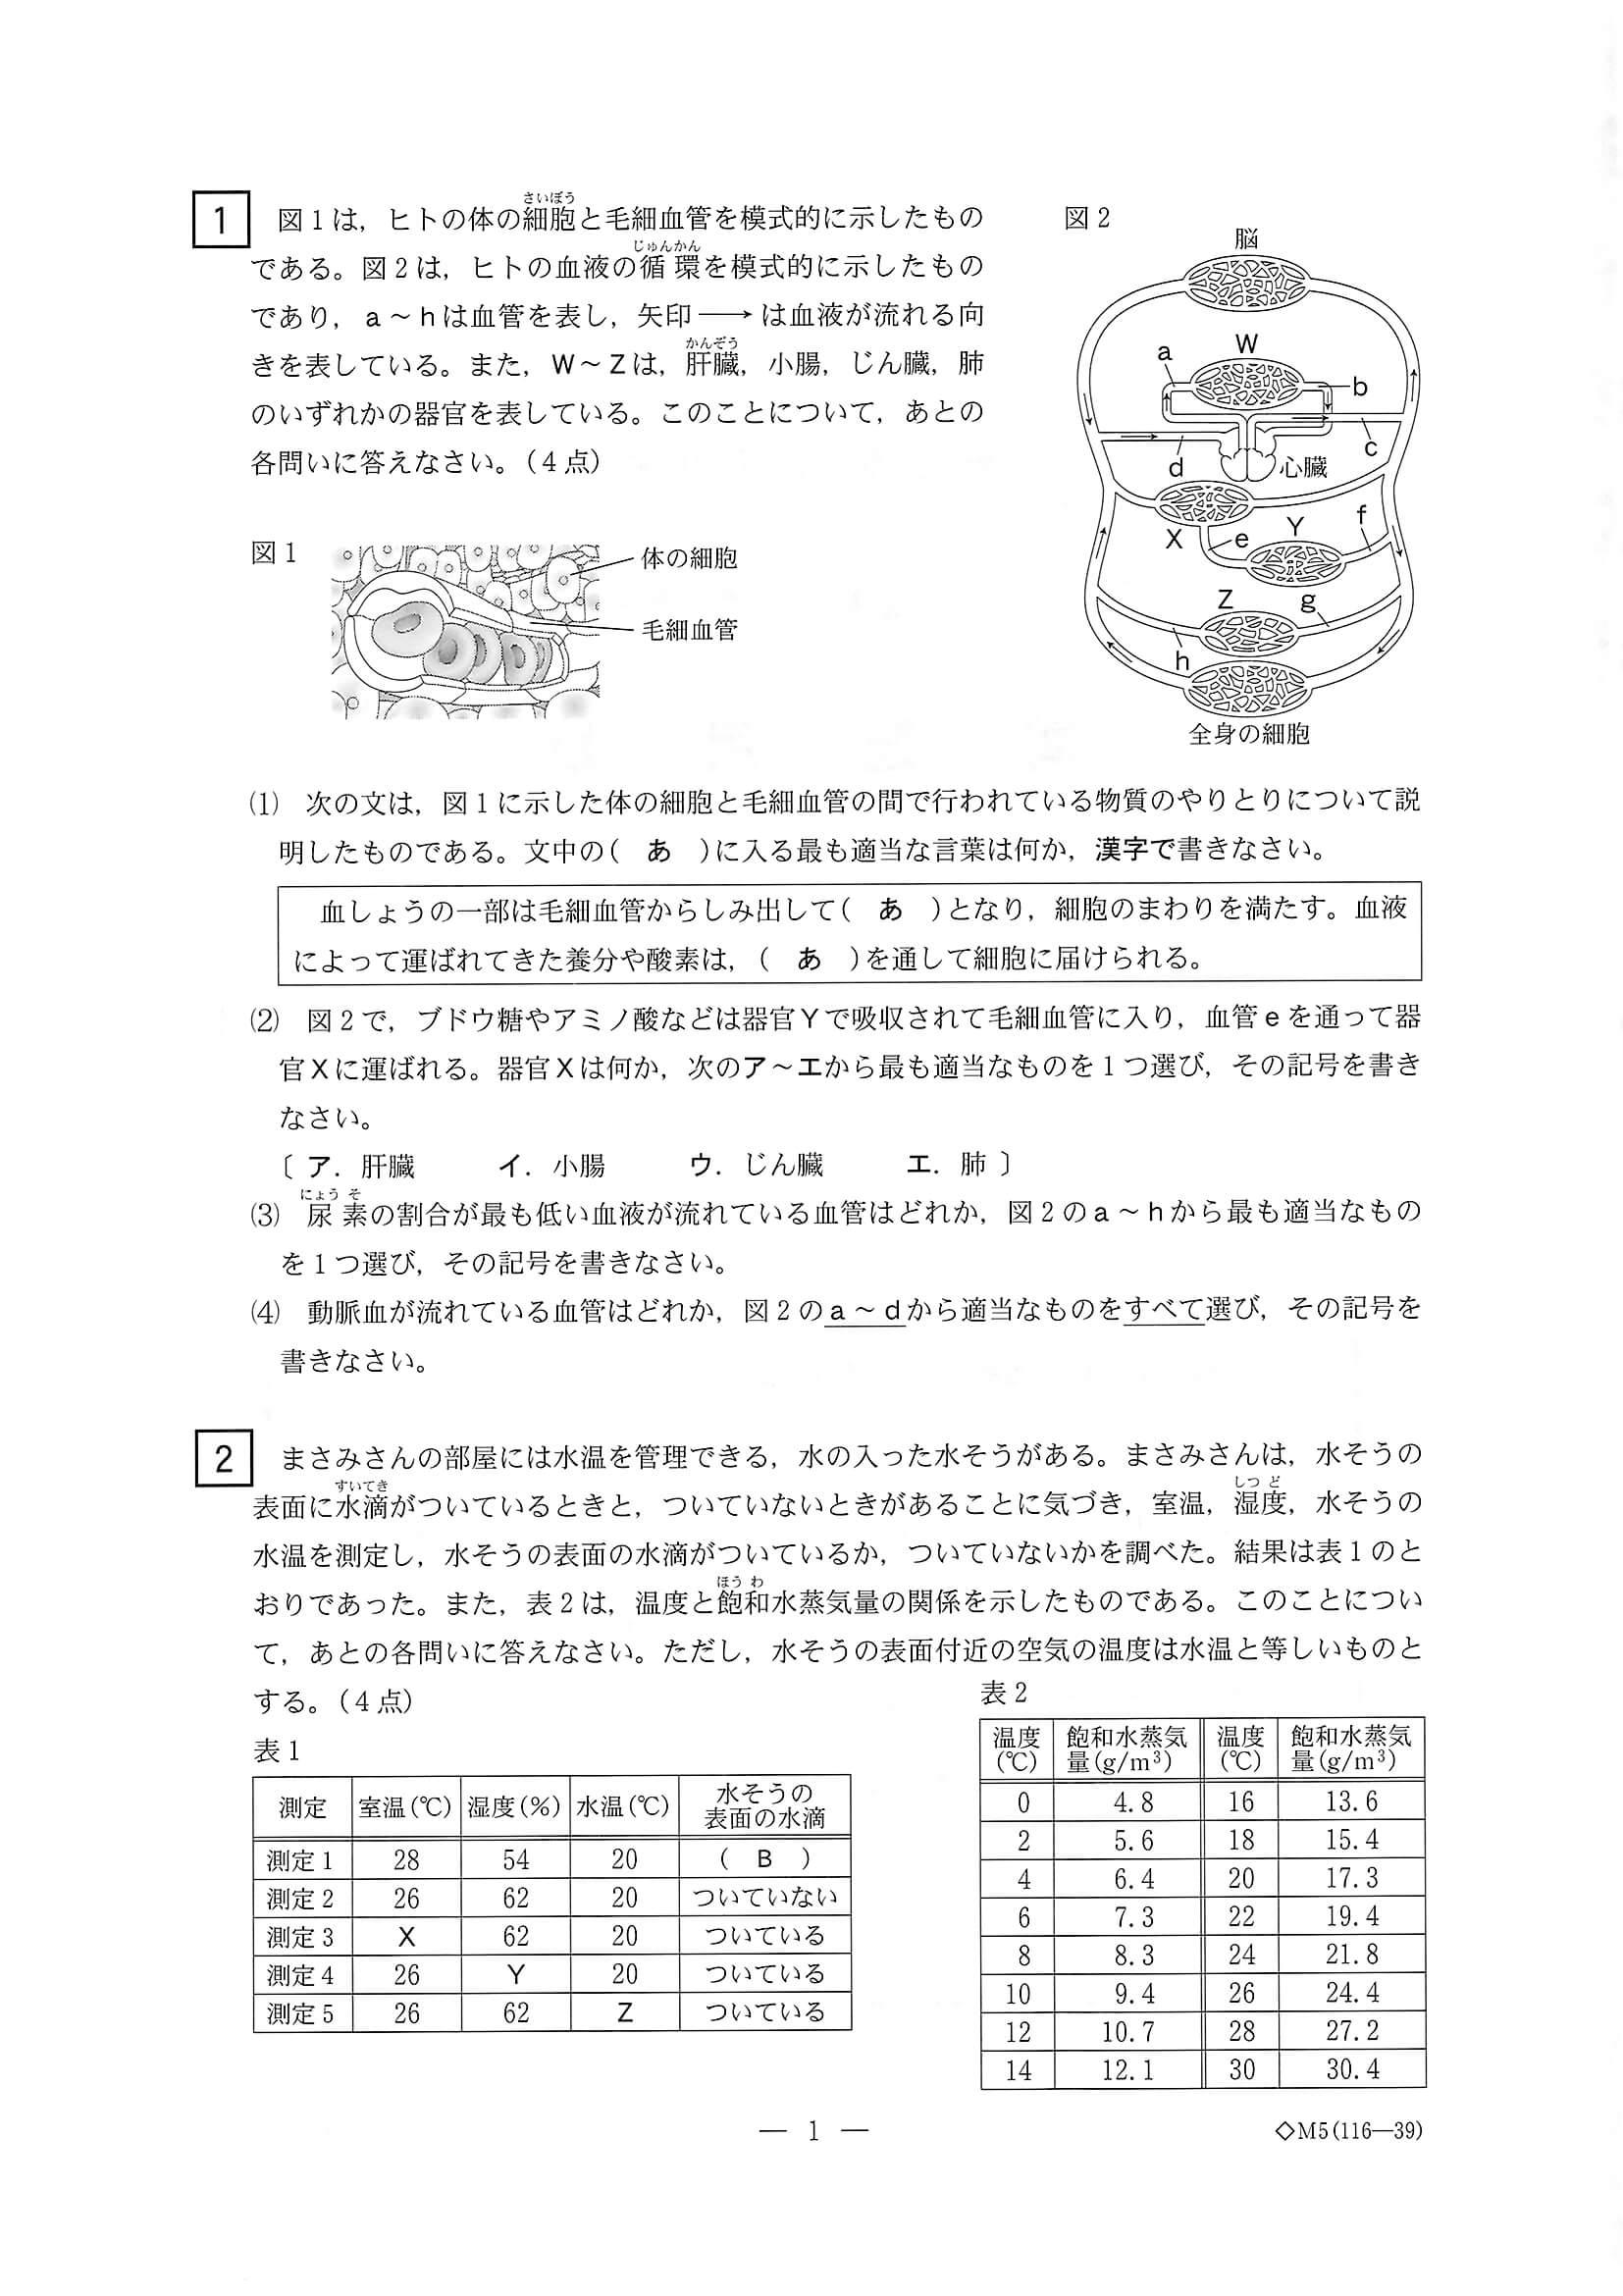 1 図1は，ヒトの体の細胞と毛細血管を模式的に示したもの
さいぼう
である。図2は，ヒトの血液の循環を模式的に示したもの
じゅんかん
であり，a～hは血管を表し，矢印→は血液が流れる向
きを表している。また，W～Zは，肝臓，小腸，じん臓，肺
かんぞう
のいずれかの器官を表している。このことについて，あとの
各問いに答えなさい。（4点）
図1
体の細胞
毛細血管
図2
脳
W
a
b
c
d
心臓
X
e
Y
f
Z
g
h
全身の細胞
⑴ 次の文は，図1に示した体の細胞と毛細血管の間で行われている物質のやりとりについて説
明したものである。文中の（ あ ）に入る最も適当な言葉は何か，漢字で書きなさい。
血しょうの一部は毛細血管からしみ出して（ あ ）となり，細胞のまわりを満たす。血液
によって運ばれてきた養分や酸素は，（ あ ）を通して細胞に届けられる。
⑵ 図2で，ブドウ糖やアミノ酸などは器官Yで吸収されて毛細血管に入り，血管eを通って器
官Xに運ばれる。器官Xは何か，次のア～エから最も適当なものを1つ選び，その記号を書き
なさい。
〔 ア．肝臓 イ．小腸 ウ．じん臓 エ．肺 〕
⑶ 尿素の割合が最も低い血液が流れている血管はどれか，図2のa～hから最も適当なもの
にょう そ
を1つ選び，その記号を書きなさい。
⑷ 動脈血が流れている血管はどれか，図2のa～dから適当なものをすべて選び，その記号を
書きなさい。
2 まさみさんの部屋には水温を管理できる，水の入った水そうがある。まさみさんは，水そうの
表面に水滴がついているときと，ついていないときがあることに気づき，室温，湿度，水そうの
すいてき しつ ど
水温を測定し，水そうの表面の水滴がついているか，ついていないかを調べた。結果は表1のと
おりであった。また，表2は，温度と飽和水蒸気量の関係を示したものである。このことについ
ほう わ
て，あとの各問いに答えなさい。ただし，水そうの表面付近の空気の温度は水温と等しいものと
する。（4点）
表1
測定 室温（℃） 湿度（％） 水温（℃） 水そうの表面の水滴
測定1 28 54 20 （ B ）
測定2 26 62 20 ついていない
測定3 X 62 20 ついている
測定4 26 Y 20 ついている
測定5 26 62 Z ついている
表2
温度（℃） 飽和水蒸気量（g/m³） 温度（℃） 飽和水蒸気量（g/m³）
0 4.8 16 13.6
2 5.6 18 15.4
4 6.4 20 17.3
6 7.3 22 19.4
8 8.3 24 21.8
10 9.4 26 24.4
12 10.7 28 27.2
14 12.1 30 30.4
— 1 —
◇M5(116—39)